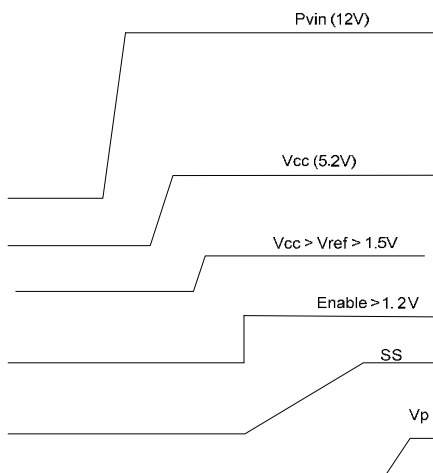 Pvin (12V)
Vcc (5.2V)
Vcc > Vref > 1.5V
Enable > 1.2V
SS
Vp